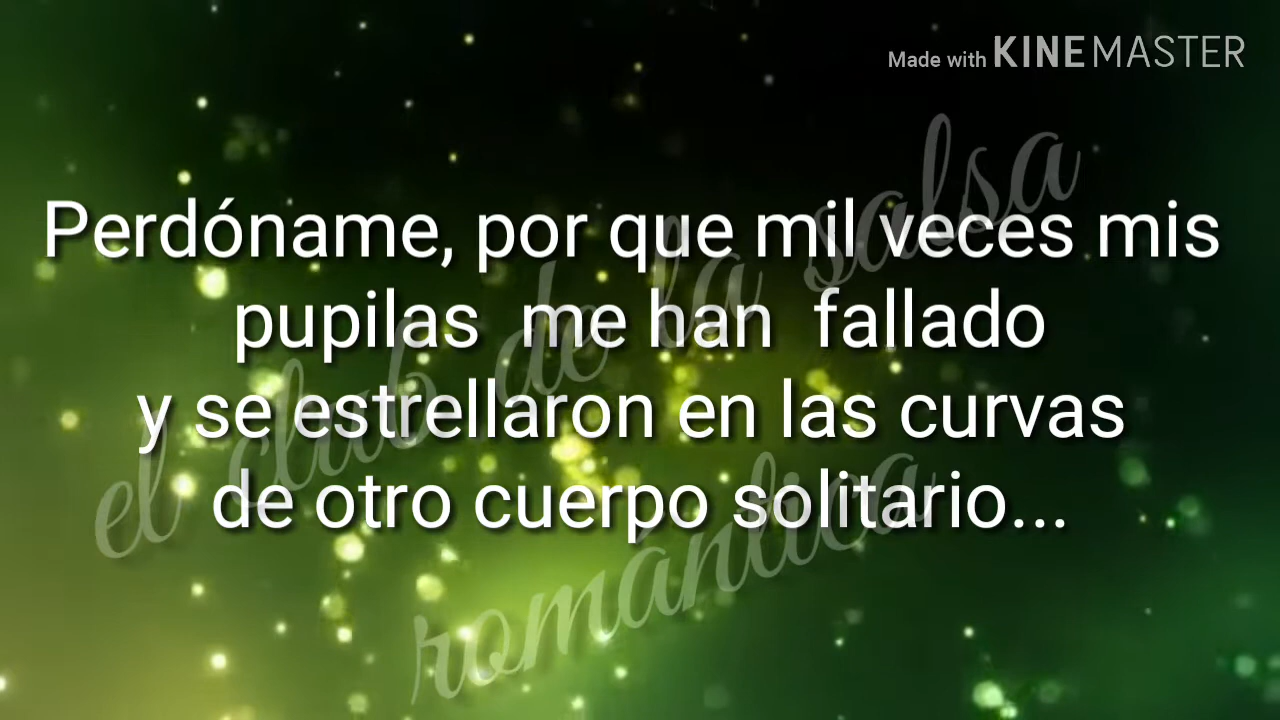 Made with KINEMASTER
Perdóname, por que mil veces mis
pupilas me han fallado
y se estrellaron en las curvas
de otro cuerpo solitario...
el club de la salsa
romántica